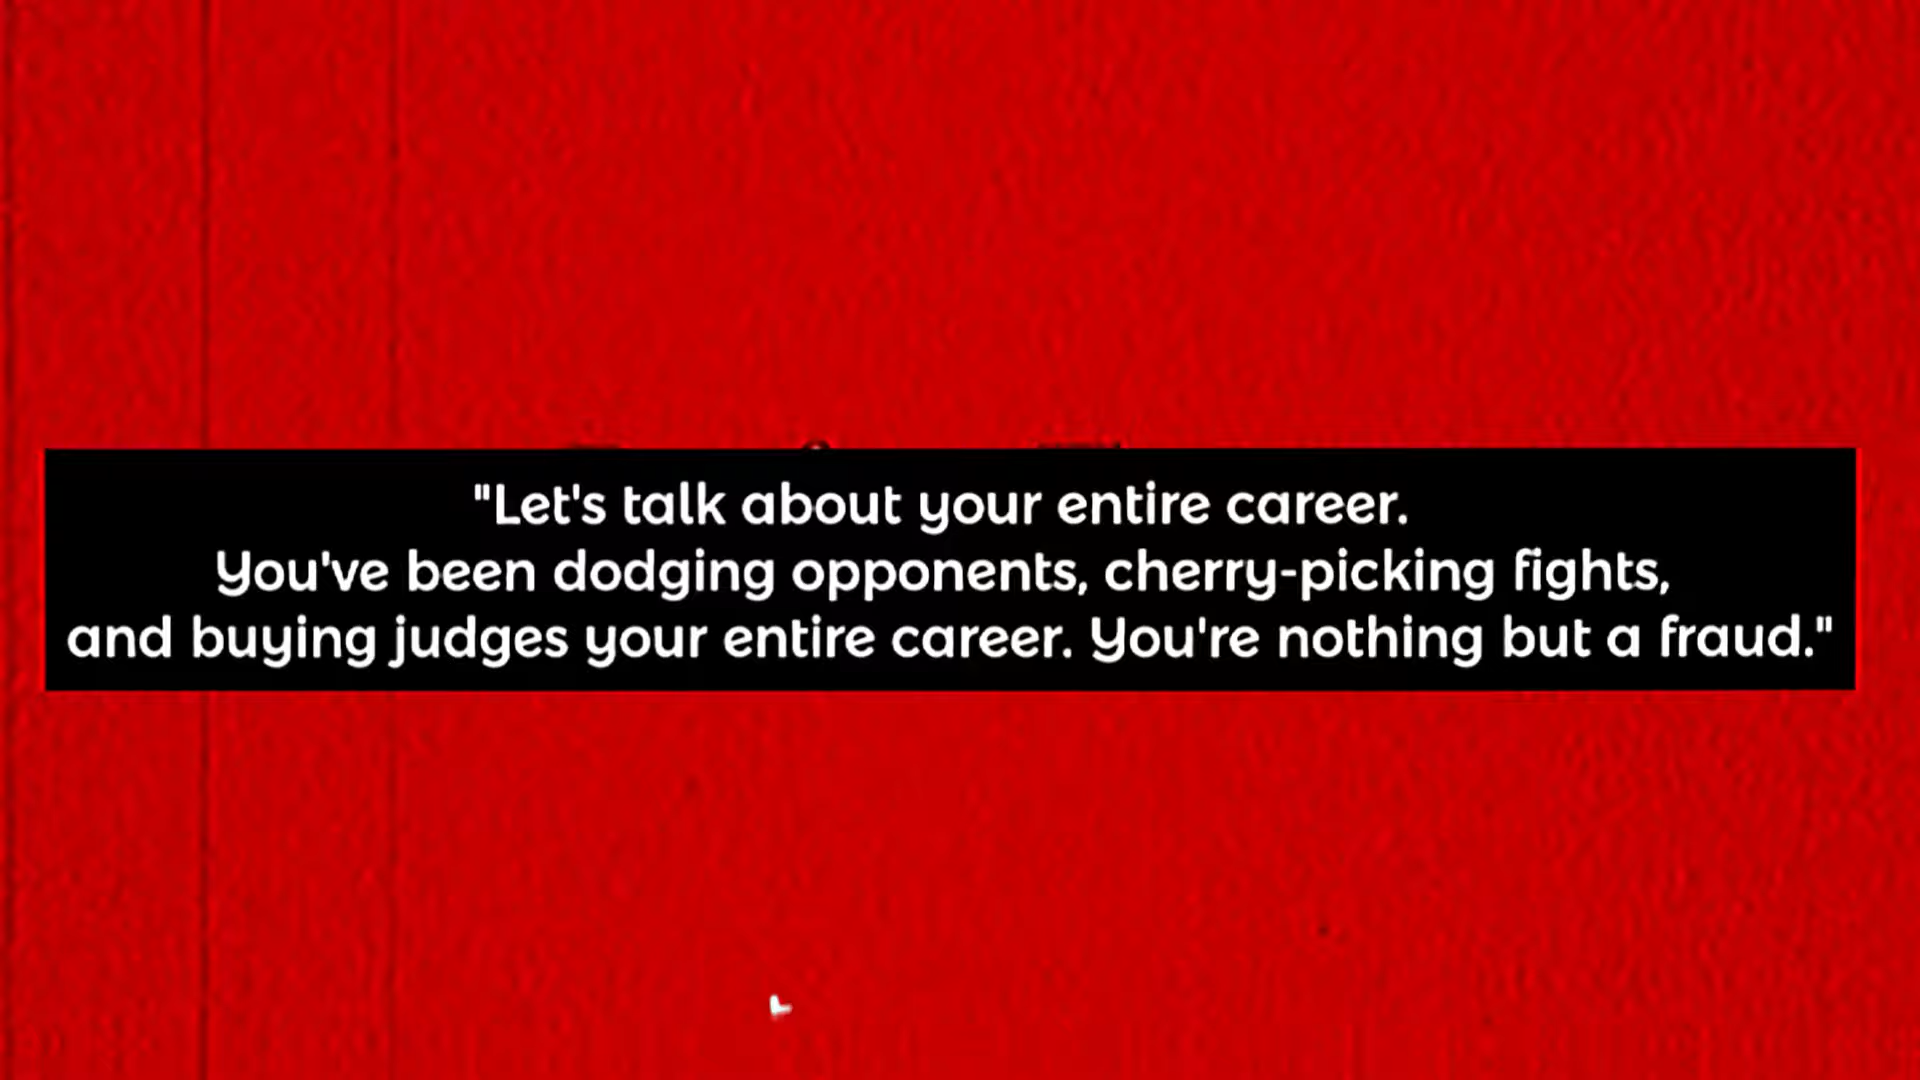 "Let's talk about your entire career.
You've been dodging opponents, cherry-picking fights,
and buying judges your entire career. You're nothing but a fraud."